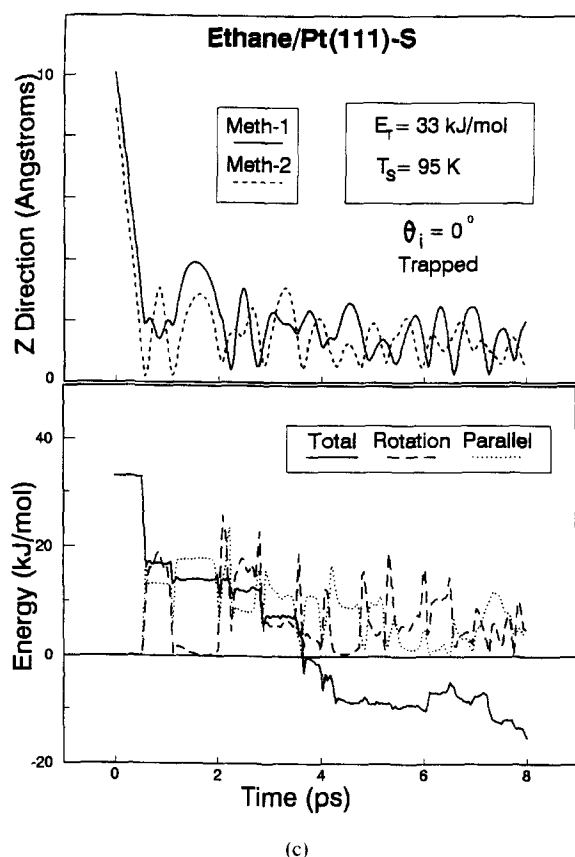 Ethane/Pt(111)-S
10
Meth-1
Meth-2
E_T = 33 kJ/mol
T_S = 95 K
θ_i = 0°
Trapped
Z Direction (Angstroms)
0
Total Rotation Parallel
40
20
0
-20
Energy (kJ/mol)
0 2 4 6 8
Time (ps)
(c)